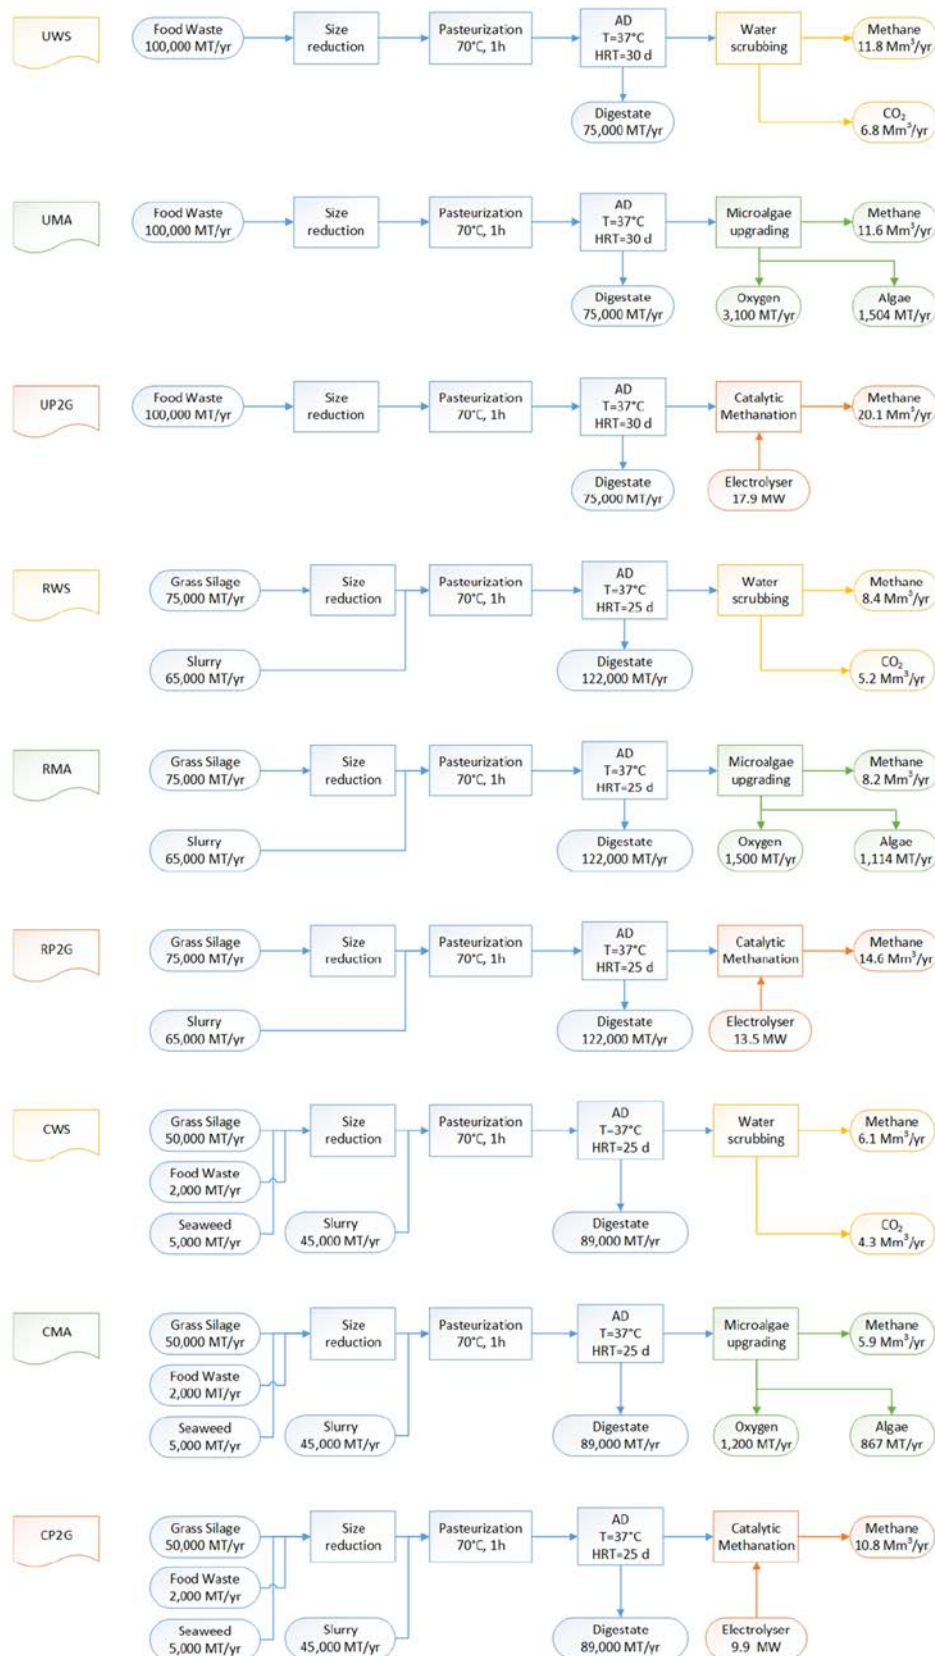 UWS
Food Waste
100,000 MT/yr
Size
reduction
Pasteurization
70°C, 1h
AD
T=37°C
HRT=30 d
Water
scrubbing
Methane
11.8 Mm³/yr
Digestate
75,000 MT/yr
CO₂
6.8 Mm³/yr
UMA
Food Waste
100,000 MT/yr
Size
reduction
Pasteurization
70°C, 1h
AD
T=37°C
HRT=30 d
Microalgae
upgrading
Methane
11.6 Mm³/yr
Digestate
75,000 MT/yr
Oxygen
3,100 MT/yr
Algae
1,504 MT/yr
UP2G
Food Waste
100,000 MT/yr
Size
reduction
Pasteurization
70°C, 1h
AD
T=37°C
HRT=30 d
Catalytic
Methanation
Methane
20.1 Mm³/yr
Digestate
75,000 MT/yr
Electrolyser
17.9 MW
RWS
Grass Silage
75,000 MT/yr
Size
reduction
Pasteurization
70°C, 1h
AD
T=37°C
HRT=25 d
Water
scrubbing
Methane
8.4 Mm³/yr
Slurry
65,000 MT/yr
Digestate
122,000 MT/yr
CO₂
5.2 Mm³/yr
RMA
Grass Silage
75,000 MT/yr
Size
reduction
Pasteurization
70°C, 1h
AD
T=37°C
HRT=25 d
Microalgae
upgrading
Methane
8.2 Mm³/yr
Slurry
65,000 MT/yr
Digestate
122,000 MT/yr
Oxygen
1,500 MT/yr
Algae
1,114 MT/yr
RP2G
Grass Silage
75,000 MT/yr
Size
reduction
Pasteurization
70°C, 1h
AD
T=37°C
HRT=25 d
Catalytic
Methanation
Methane
14.6 Mm³/yr
Slurry
65,000 MT/yr
Digestate
122,000 MT/yr
Electrolyser
13.5 MW
CWS
Grass Silage
50,000 MT/yr
Size
reduction
Pasteurization
70°C, 1h
AD
T=37°C
HRT=25 d
Water
scrubbing
Methane
6.1 Mm³/yr
Food Waste
2,000 MT/yr
Seaweed
5,000 MT/yr
Slurry
45,000 MT/yr
Digestate
89,000 MT/yr
CO₂
4.3 Mm³/yr
CMA
Grass Silage
50,000 MT/yr
Size
reduction
Pasteurization
70°C, 1h
AD
T=37°C
HRT=25 d
Microalgae
upgrading
Methane
5.9 Mm³/yr
Food Waste
2,000 MT/yr
Seaweed
5,000 MT/yr
Slurry
45,000 MT/yr
Digestate
89,000 MT/yr
Oxygen
1,200 MT/yr
Algae
867 MT/yr
CP2G
Grass Silage
50,000 MT/yr
Size
reduction
Pasteurization
70°C, 1h
AD
T=37°C
HRT=25 d
Catalytic
Methanation
Methane
10.8 Mm³/yr
Food Waste
2,000 MT/yr
Seaweed
5,000 MT/yr
Slurry
45,000 MT/yr
Digestate
89,000 MT/yr
Electrolyser
9.9 MW